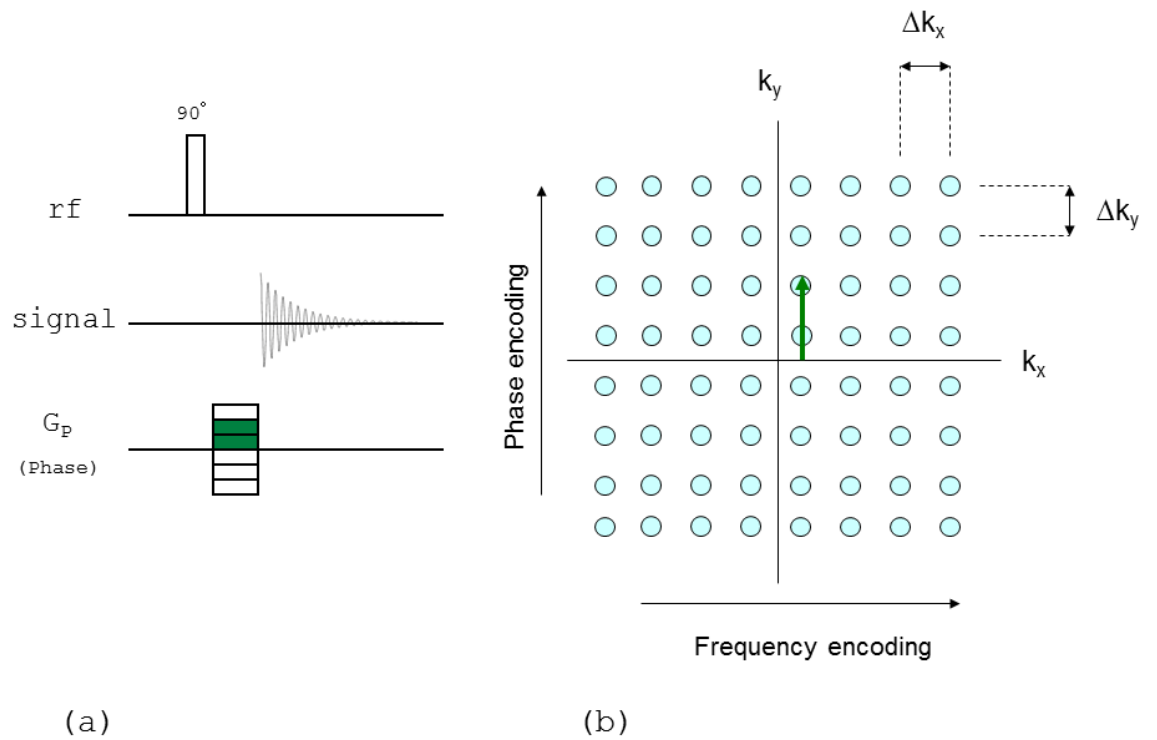 90°
rf
signal
G_P
(Phase)
(a)
Δk_x
k_y
Δk_y
Phase encoding
k_x
Frequency encoding
(b)